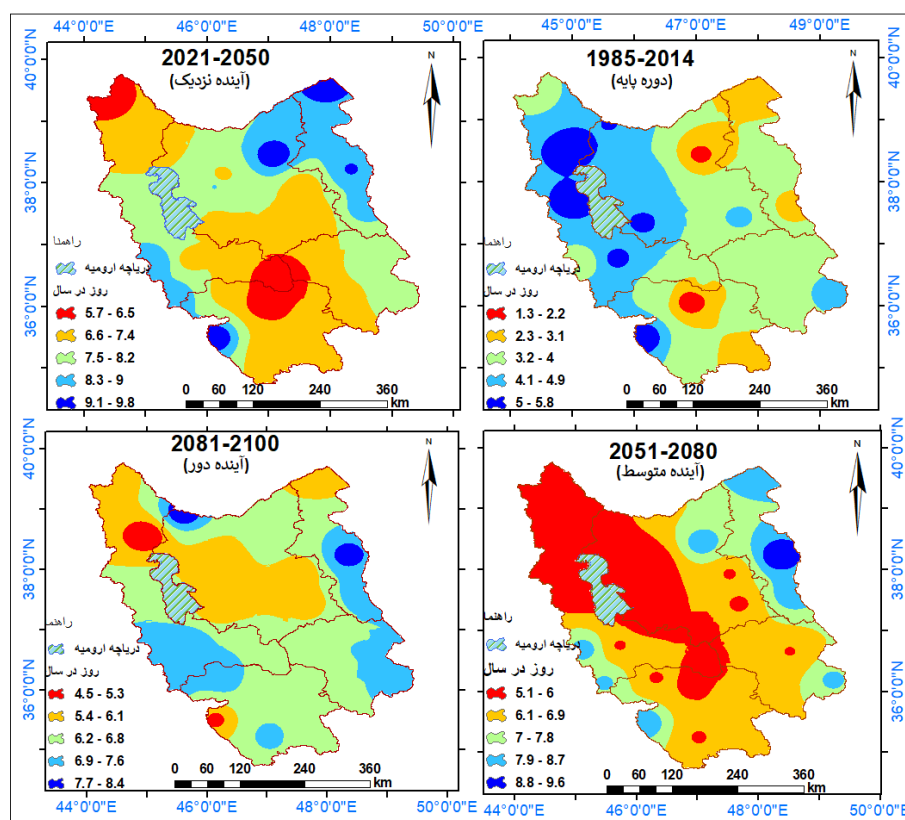 44°0'0"E 46°0'0"E 48°0'0"E 50°0'0"E
45°0'0"E 47°0'0"E 49°0'0"E
2021-2050
(آینده نزدیک)
N
40°0'0"N
38°0'0"N
36°0'0"N
راهنما
دریاچه ارومیه
روز در سال
5.7 - 6.5
6.6 - 7.4
7.5 - 8.2
8.3 - 9
9.1 - 9.8
0 60 120 240 360
km
1985-2014
(دوره پایه)
N
40°0'0"N
38°0'0"N
36°0'0"N
راهنما
دریاچه ارومیه
روز در سال
1.3 - 2.2
2.3 - 3.1
3.2 - 4
4.1 - 4.9
5 - 5.8
0 60 120 240 360
km
2081-2100
(آینده دور)
N
40°0'0"N
38°0'0"N
36°0'0"N
راهنما
دریاچه ارومیه
روز در سال
4.5 - 5.3
5.4 - 6.1
6.2 - 6.8
6.9 - 7.6
7.7 - 8.4
0 60 120 240 360
km
2051-2080
(آینده متوسط)
N
40°0'0"N
38°0'0"N
36°0'0"N
راهنما
دریاچه ارومیه
روز در سال
5.1 - 6
6.1 - 6.9
7 - 7.8
7.9 - 8.7
8.8 - 9.6
0 60 120 240 360
km
44°0'0"E 46°0'0"E 48°0'0"E 50°0'0"E
44°0'0"E 46°0'0"E 48°0'0"E 50°0'0"E